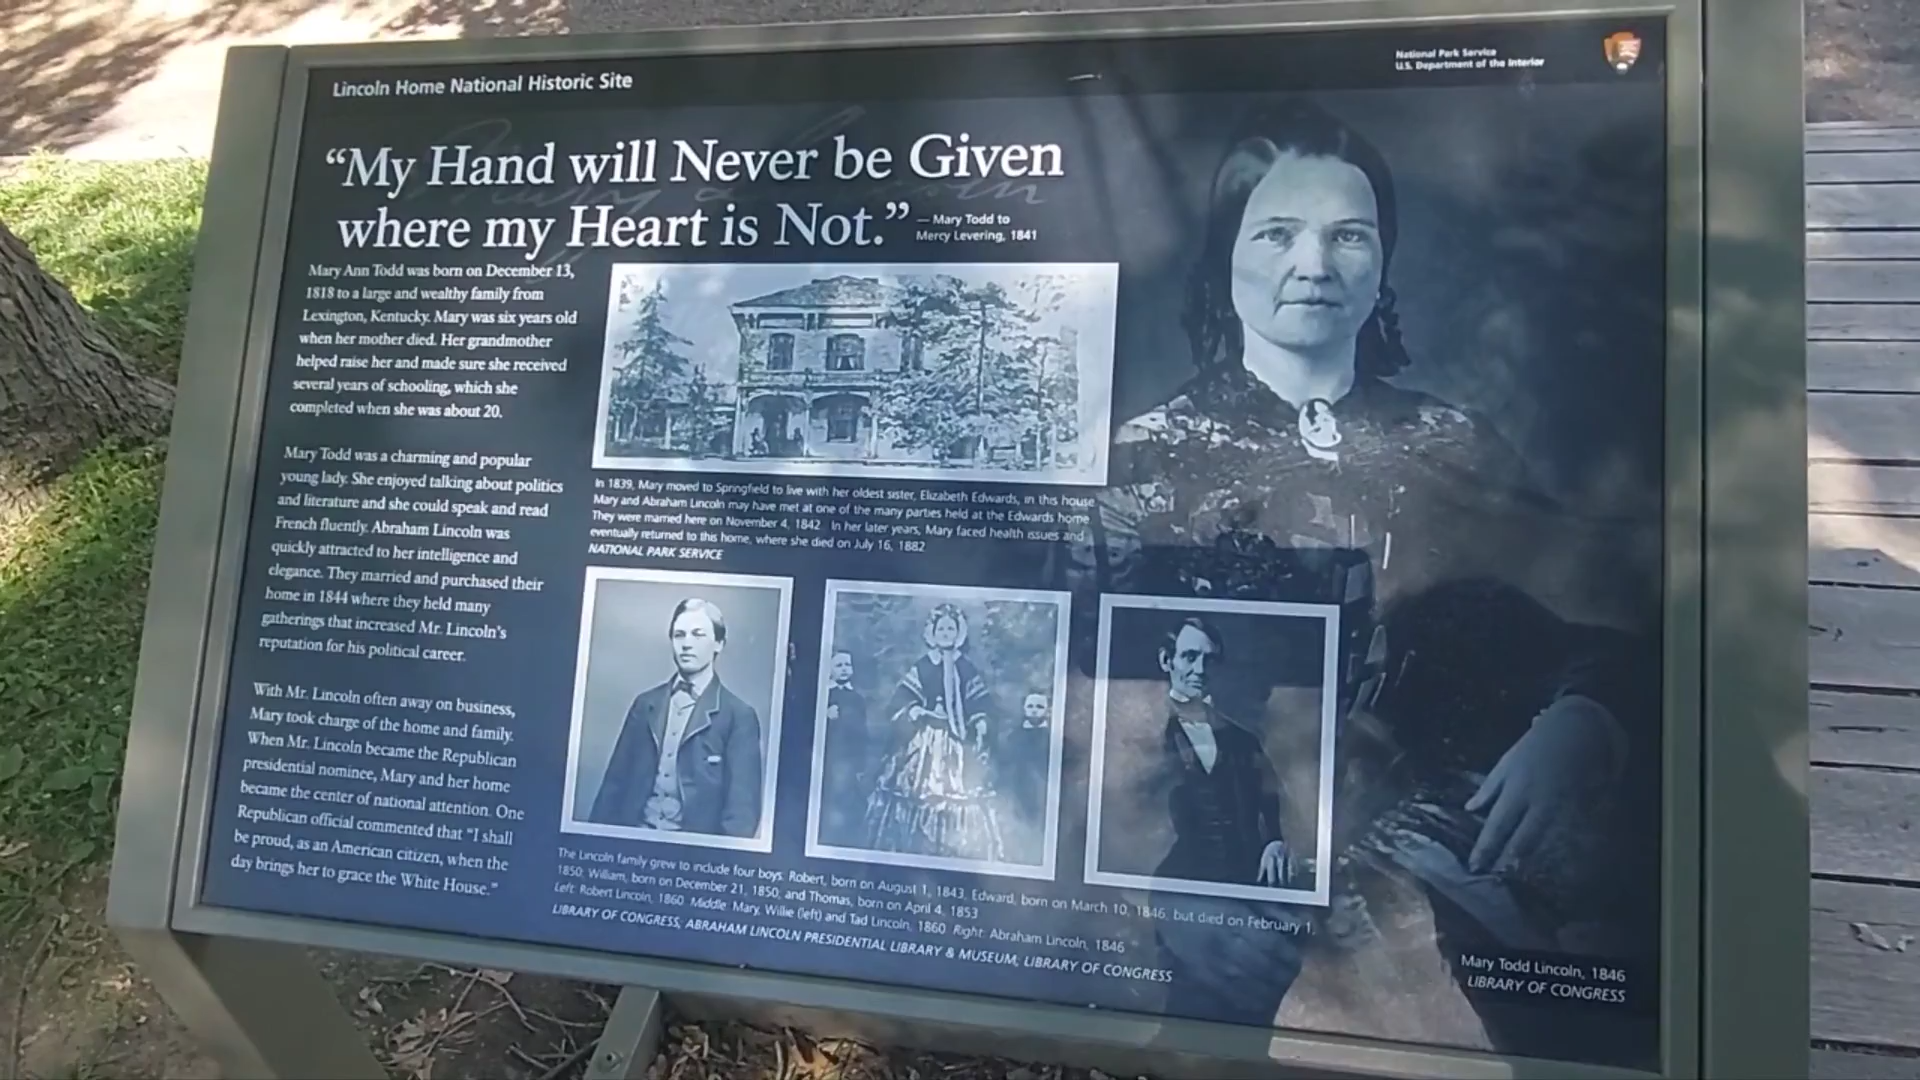 Lincoln Home National Historic Site
National Park Service
U.S. Department of the Interior
“My Hand will Never be Given
where my Heart is Not.”
— Mary Todd to
Mercy Levering, 1841
Mary Ann Todd was born on December 13,
1818 to a large and wealthy family from
Lexington, Kentucky. Mary was six years old
when her mother died. Her grandmother
helped raise her and made sure she received
several years of schooling, which she
completed when she was about 20.
Mary Todd was a charming and popular
young lady. She enjoyed talking about politics
and literature and she could speak and read
French fluently. Abraham Lincoln was
quickly attracted to her intelligence and
elegance. They married and purchased their
home in 1844 where they held many
gatherings that increased Mr. Lincoln’s
reputation for his political career.
With Mr. Lincoln often away on business,
Mary took charge of the home and family.
When Mr. Lincoln became the Republican
presidential nominee, Mary and her home
became the center of national attention. One
Republican official commented that “I shall
be proud, as an American citizen, when the
day brings her to grace the White House.”
In 1839, Mary moved to Springfield to live with her oldest sister, Elizabeth Edwards, in this house.
Mary and Abraham Lincoln may have met at one of the many parties held at the Edwards home.
They were married here on November 4, 1842. In her later years, Mary faced health issues and
eventually returned to this home, where she died on July 16, 1882.
NATIONAL PARK SERVICE
The Lincoln family grew to include four boys: Robert, born on August 1, 1843, Edward, born on March 10, 1846, but died on February 1,
1850; William, born on December 21, 1850; and Thomas, born on April 4, 1853
Left: Robert Lincoln, 1860 Middle: Mary, Willie (left) and Tad Lincoln, 1860 Right: Abraham Lincoln, 1846
LIBRARY OF CONGRESS; ABRAHAM LINCOLN PRESIDENTIAL LIBRARY & MUSEUM; LIBRARY OF CONGRESS
Mary Todd Lincoln, 1846
LIBRARY OF CONGRESS